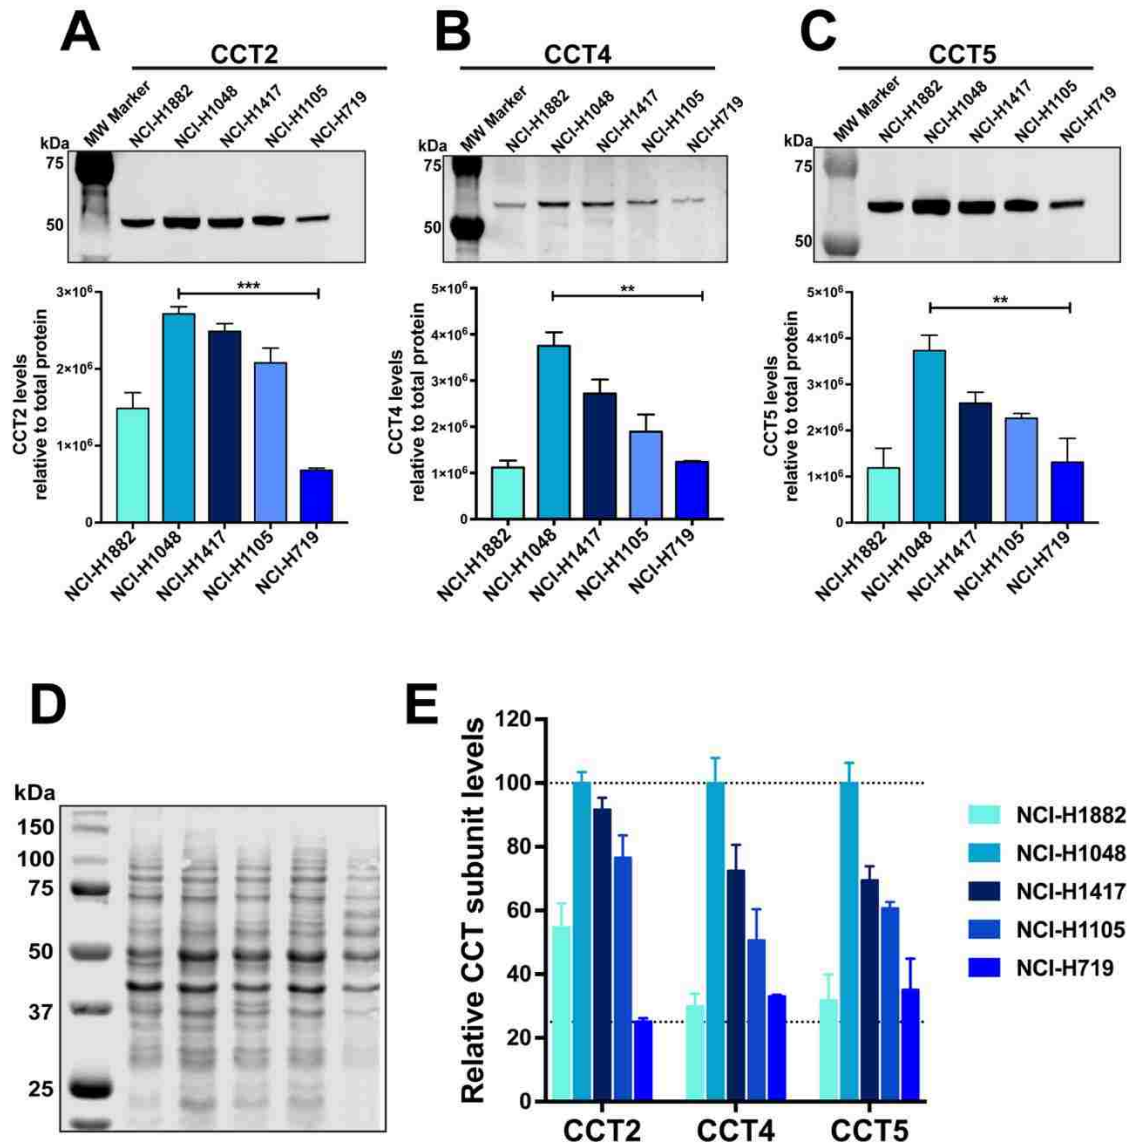 A
CCT2
MW Marker
NCI-H1882
NCI-H1048
NCI-H1417
NCI-H1105
NCI-H719
kDa
75
50
CCT2 levels
relative to total protein
3×10⁶
2×10⁶
1×10⁶
0
***
NCI-H1882
NCI-H1048
NCI-H1417
NCI-H1105
NCI-H719
B
CCT4
MW Marker
NCI-H1882
NCI-H1048
NCI-H1417
NCI-H1105
NCI-H719
kDa
75
50
CCT4 levels
relative to total protein
5×10⁶
4×10⁶
3×10⁶
2×10⁶
1×10⁶
0
**
NCI-H1882
NCI-H1048
NCI-H1417
NCI-H1105
NCI-H719
C
CCT5
MW Marker
NCI-H1882
NCI-H1048
NCI-H1417
NCI-H1105
NCI-H719
kDa
75
50
CCT5 levels
relative to total protein
5×10⁶
4×10⁶
3×10⁶
2×10⁶
1×10⁶
0
**
NCI-H1882
NCI-H1048
NCI-H1417
NCI-H1105
NCI-H719
D
kDa
150
100
75
50
37
25
E
Relative CCT subunit levels
120
100
80
60
40
20
0
CCT2 CCT4 CCT5
NCI-H1882
NCI-H1048
NCI-H1417
NCI-H1105
NCI-H719